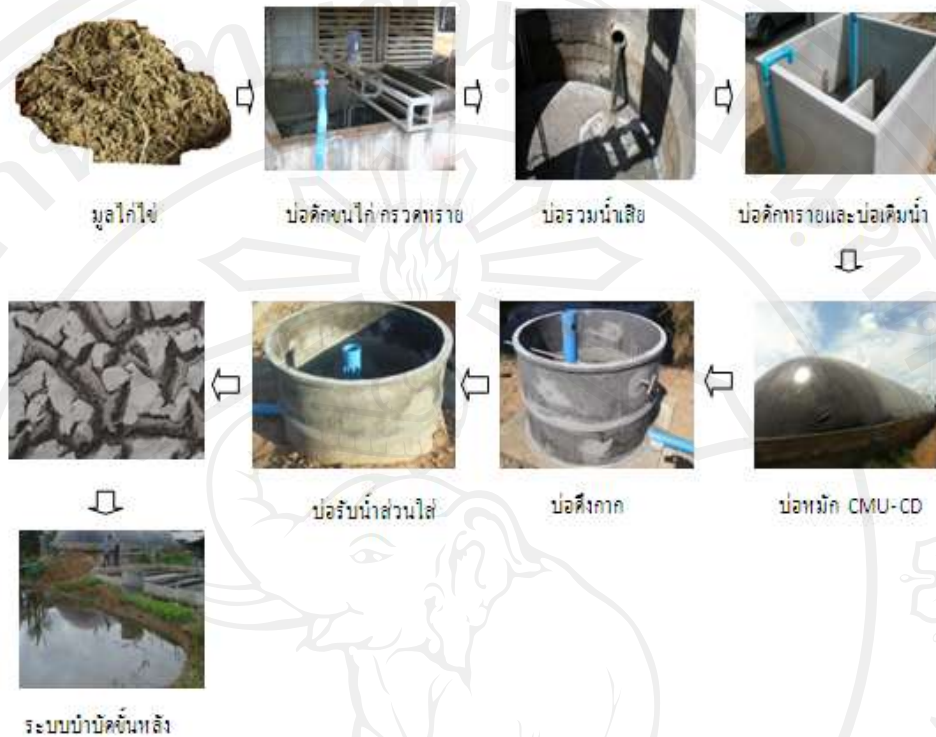 มูลไก่ไข่
บ่อดักขนไก่ กรวดทราย
บ่อรวมน้ำเสีย
บ่อดักทรายและบ่อเติมน้ำ
บ่อรับน้ำส่วนใส
บ่อดึงกาก
บ่อหมัก CMU-CD
ระบบบำบัดขั้นหลัง